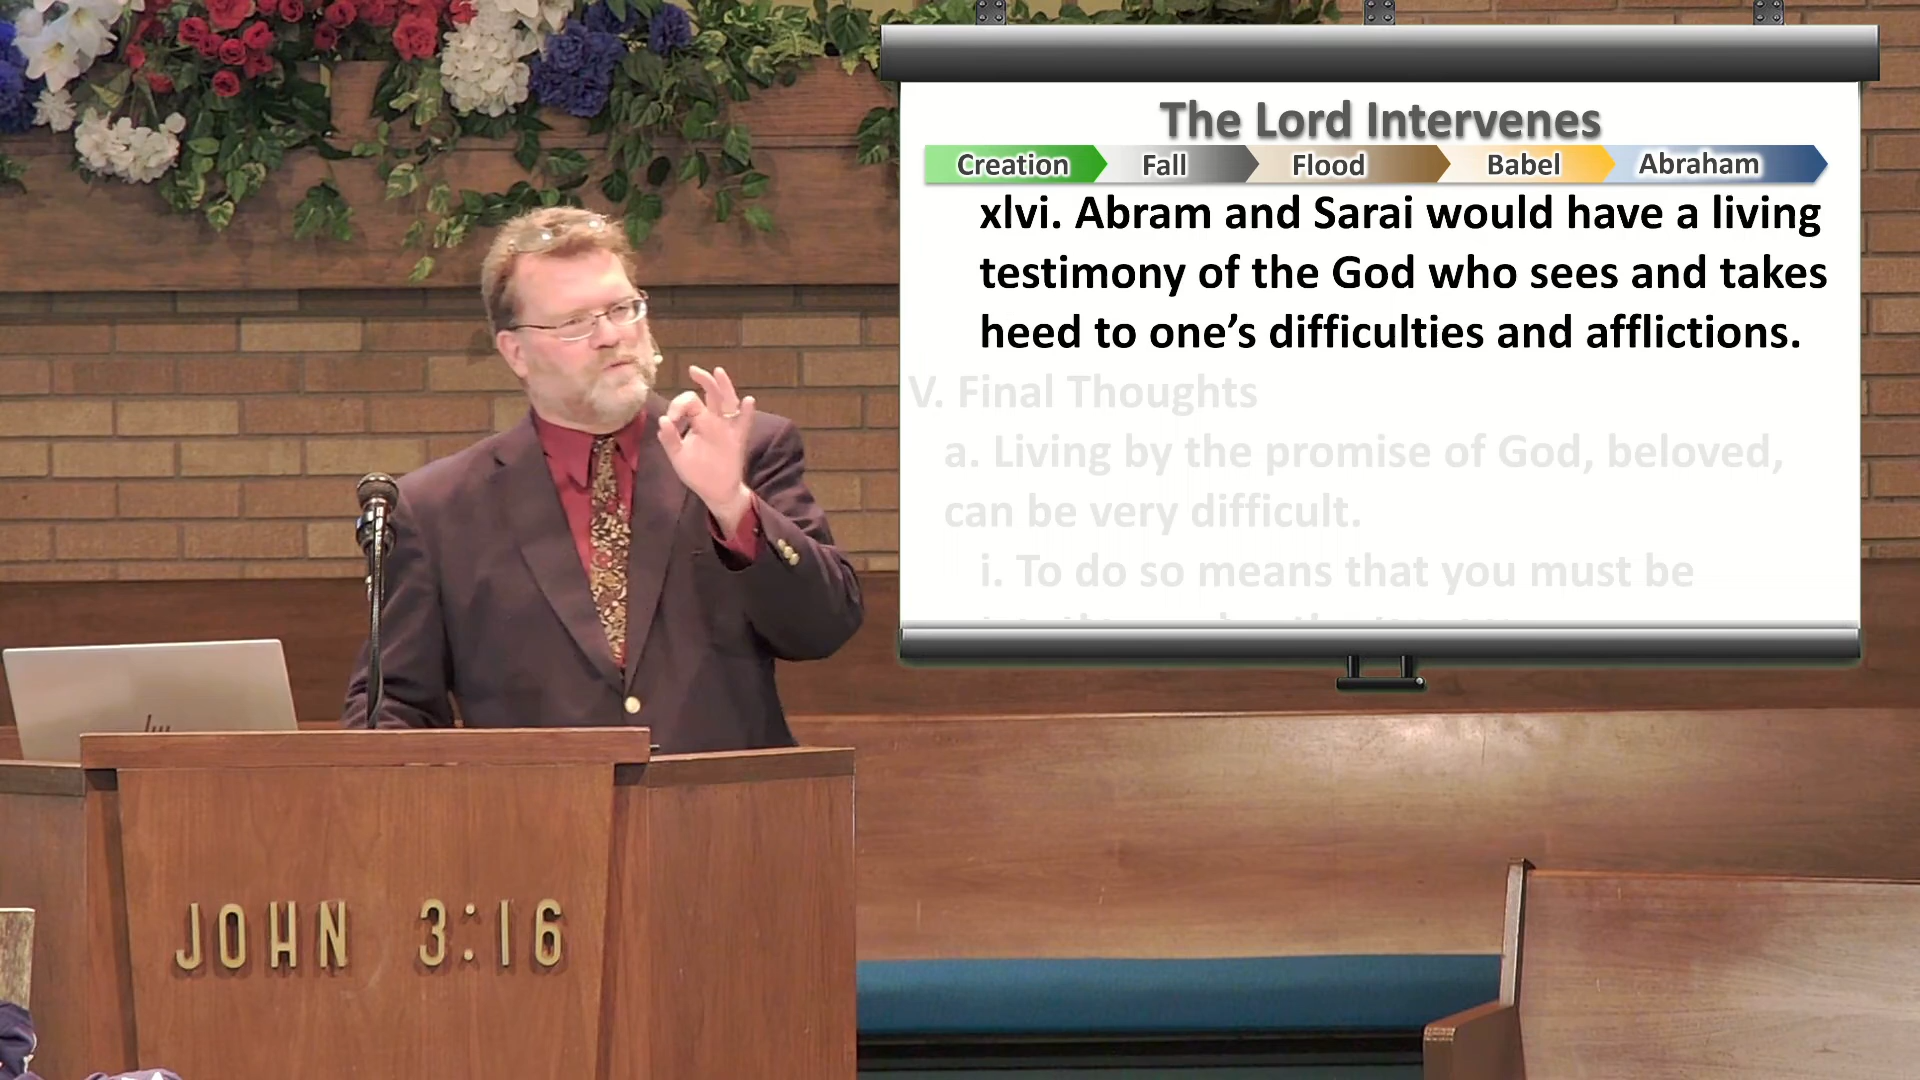 The Lord Intervenes
Creation Fall Flood Babel Abraham
xlvi. Abram and Sarai would have a living
testimony of the God who sees and takes
heed to one's difficulties and afflictions.
V. Final Thoughts
a. Living by the promise of God, beloved,
can be very difficult.
i. To do so means that you must be
hp
JOHN 3:16